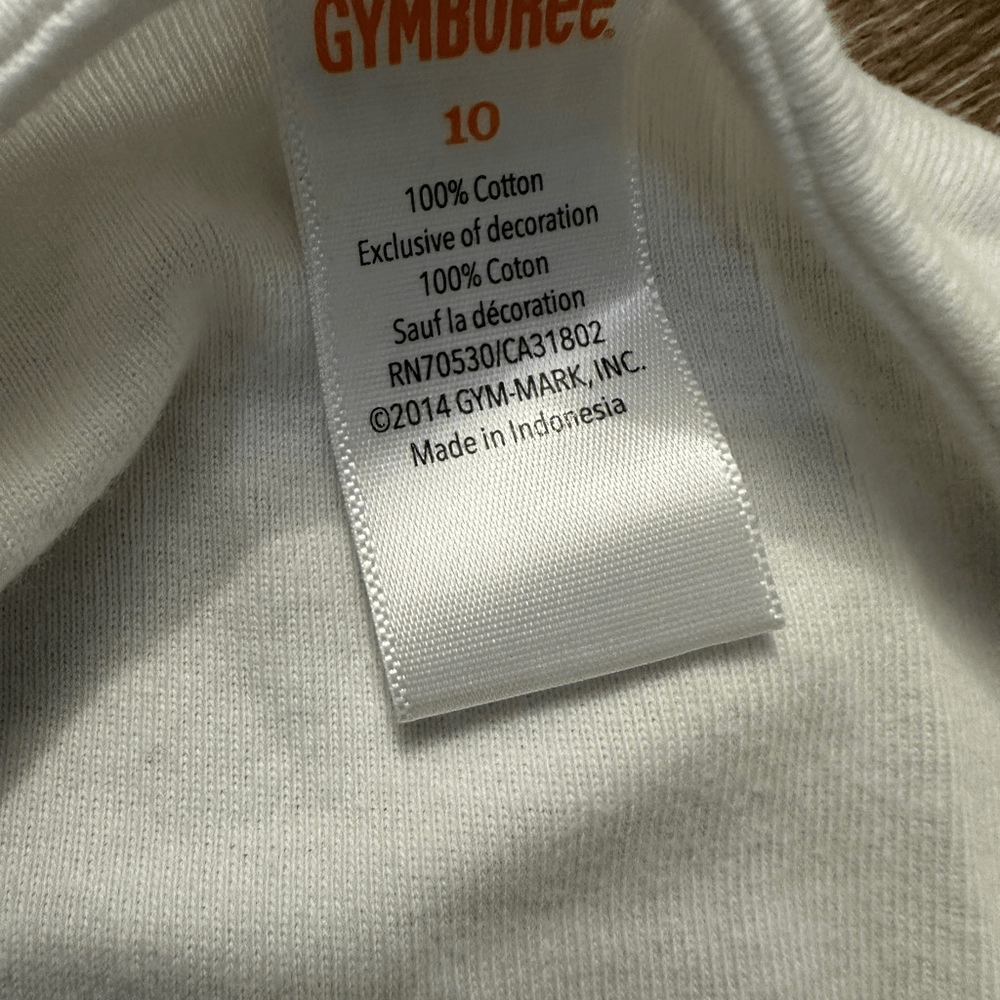 GYMBOREE
10
100% Cotton
Exclusive of decoration
100% Coton
Sauf la décoration
RN70530/CA31802
©2014 GYM-MARK, INC.
Made in Indonesia